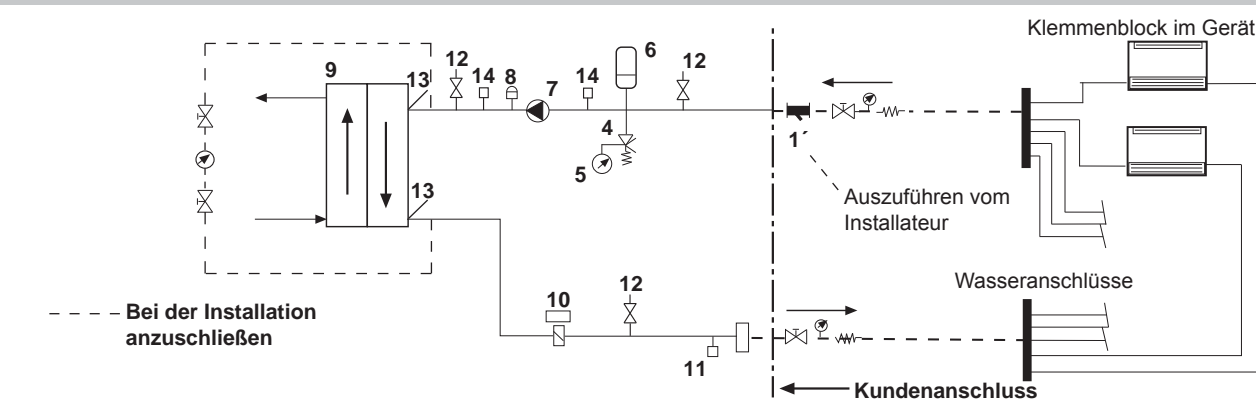 Klemmenblock im Gerät
6
12
9
12
14
8
14
13
7
4
5
1´
Auszuführen vom
Installateur
13
Wasseranschlüsse
12
10
Bei der Installation
anzuschließen
11
Kundenanschluss